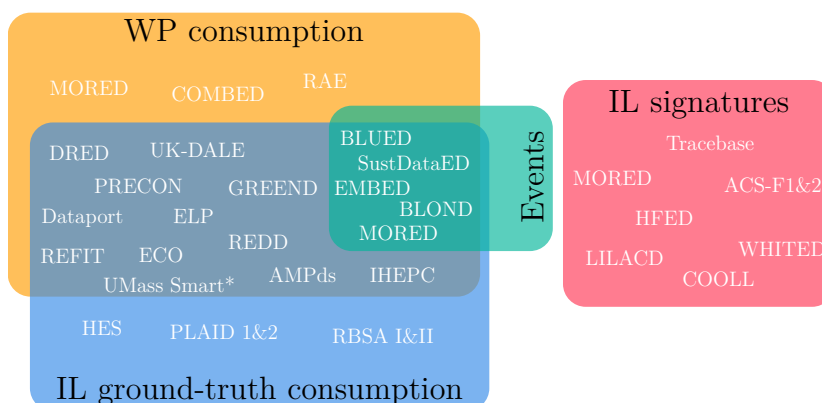 WP consumption
MORED
COMBED
RAE
DRED
UK-DALE
PRECON
GREEND
Dataport
ELP
REFIT
ECO
REDD
UMass Smart*
AMPds
IHEPC
BLUED
SustDataED
EMBED
BLOND
MORED
Events
HES
PLAID 1&2
RBSA I&II
IL ground-truth consumption
IL signatures
Tracebase
MORED
ACS-F1&2
HFED
LILACD
WHITED
COOLL